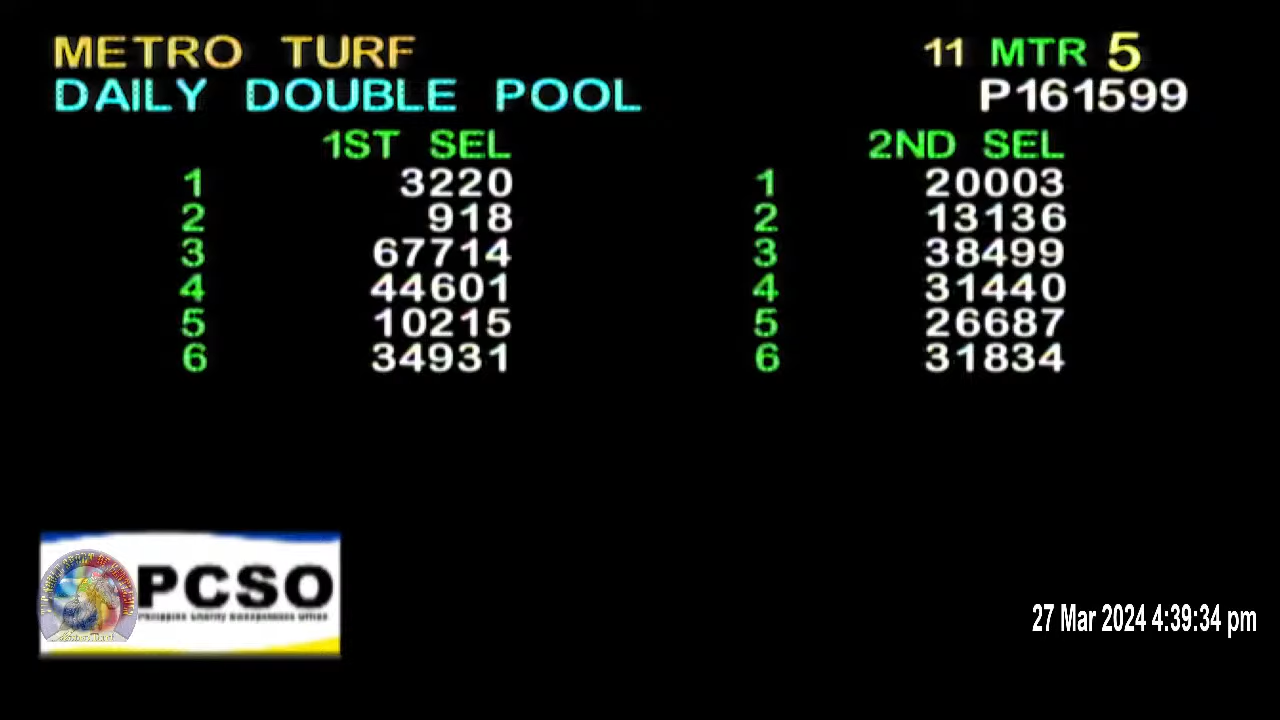 METRO TURF 11 MTR 5
DAILY DOUBLE POOL P161599
1ST SEL 2ND SEL
1 3220 1 20003
2 918 2 13136
3 67714 3 38499
4 44601 4 31440
5 10215 5 26687
6 34931 6 31834
PCSO
27 Mar 2024 4:39:34 pm